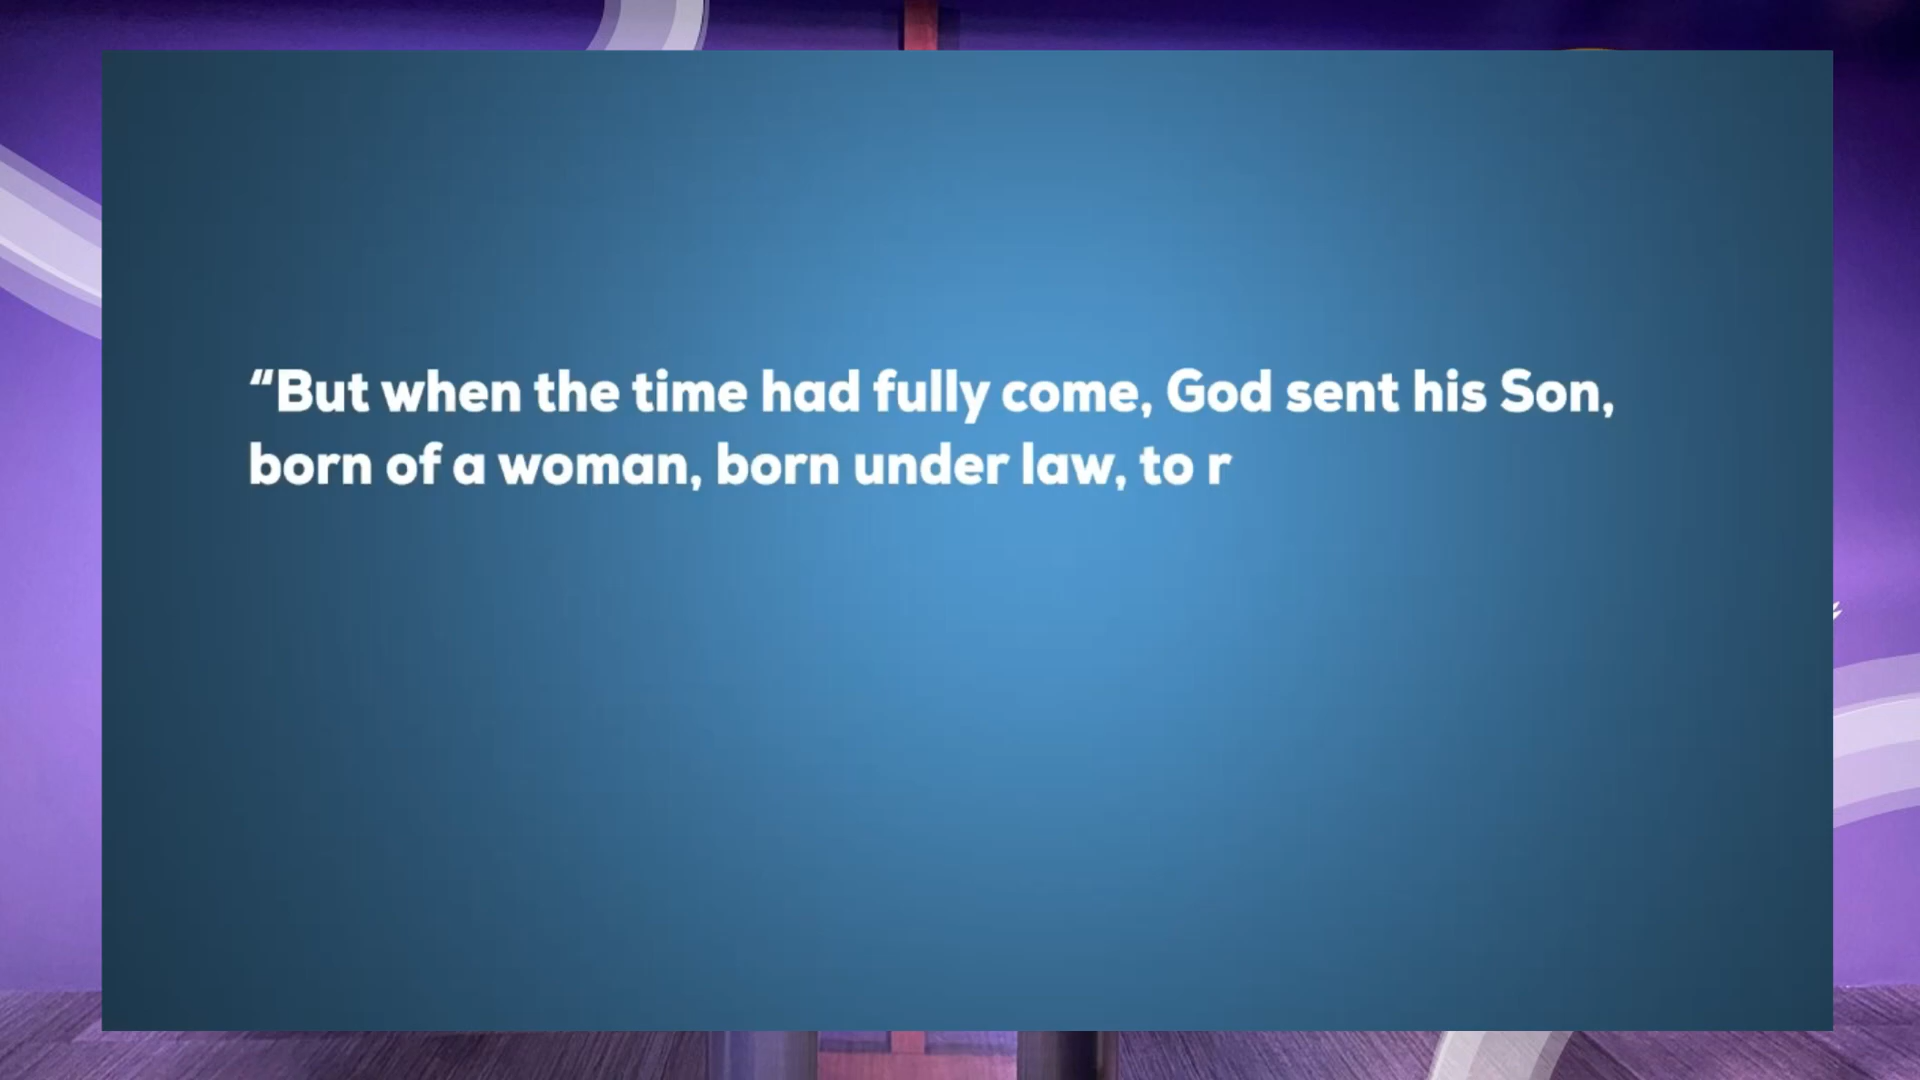 “But when the time had fully come, God sent his Son,
born of a woman, born under law, to r